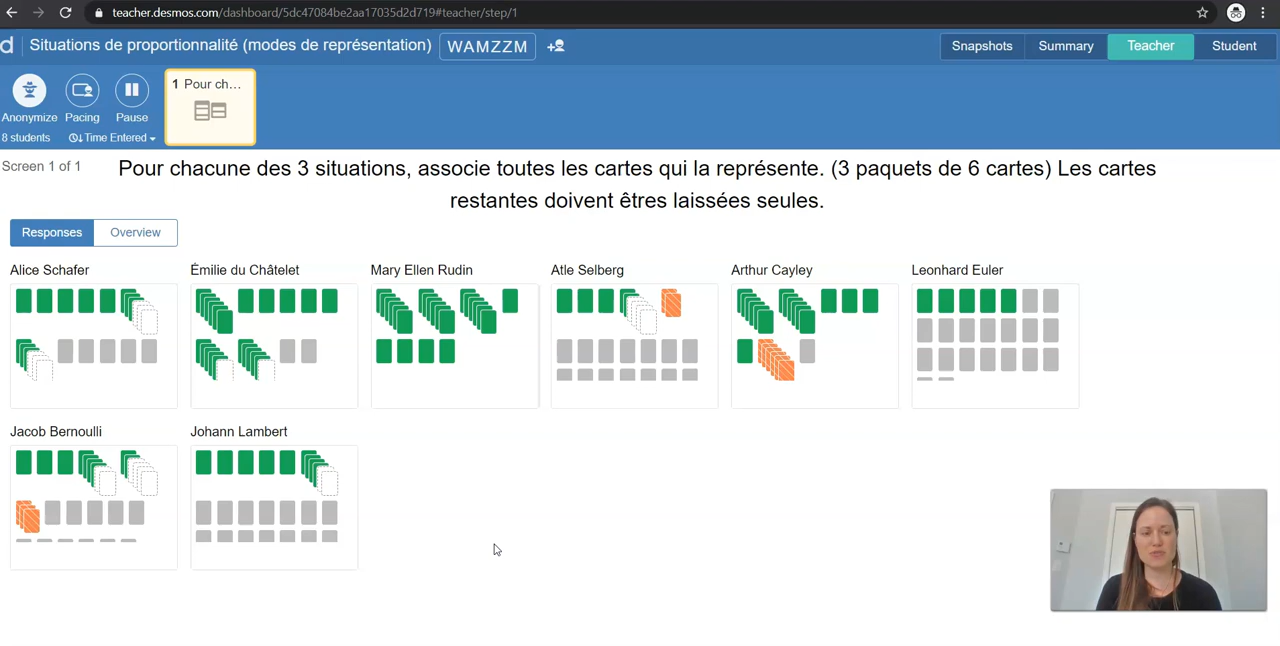 teacher.desmos.com/dashboard/5dc47084be2aa17035d2d719#teacher/step/1
d Situations de proportionnalité (modes de représentation) WAMZZM Snapshots Summary Teacher Student
1 Pour ch...
Anonymize Pacing Pause
8 students Time Entered
Screen 1 of 1
Pour chacune des 3 situations, associe toutes les cartes qui la représente. (3 paquets de 6 cartes) Les cartes
restantes doivent êtres laissées seules.
Responses Overview
Alice Schafer Émilie du Châtelet Mary Ellen Rudin Atle Selberg Arthur Cayley Leonhard Euler
Jacob Bernoulli Johann Lambert